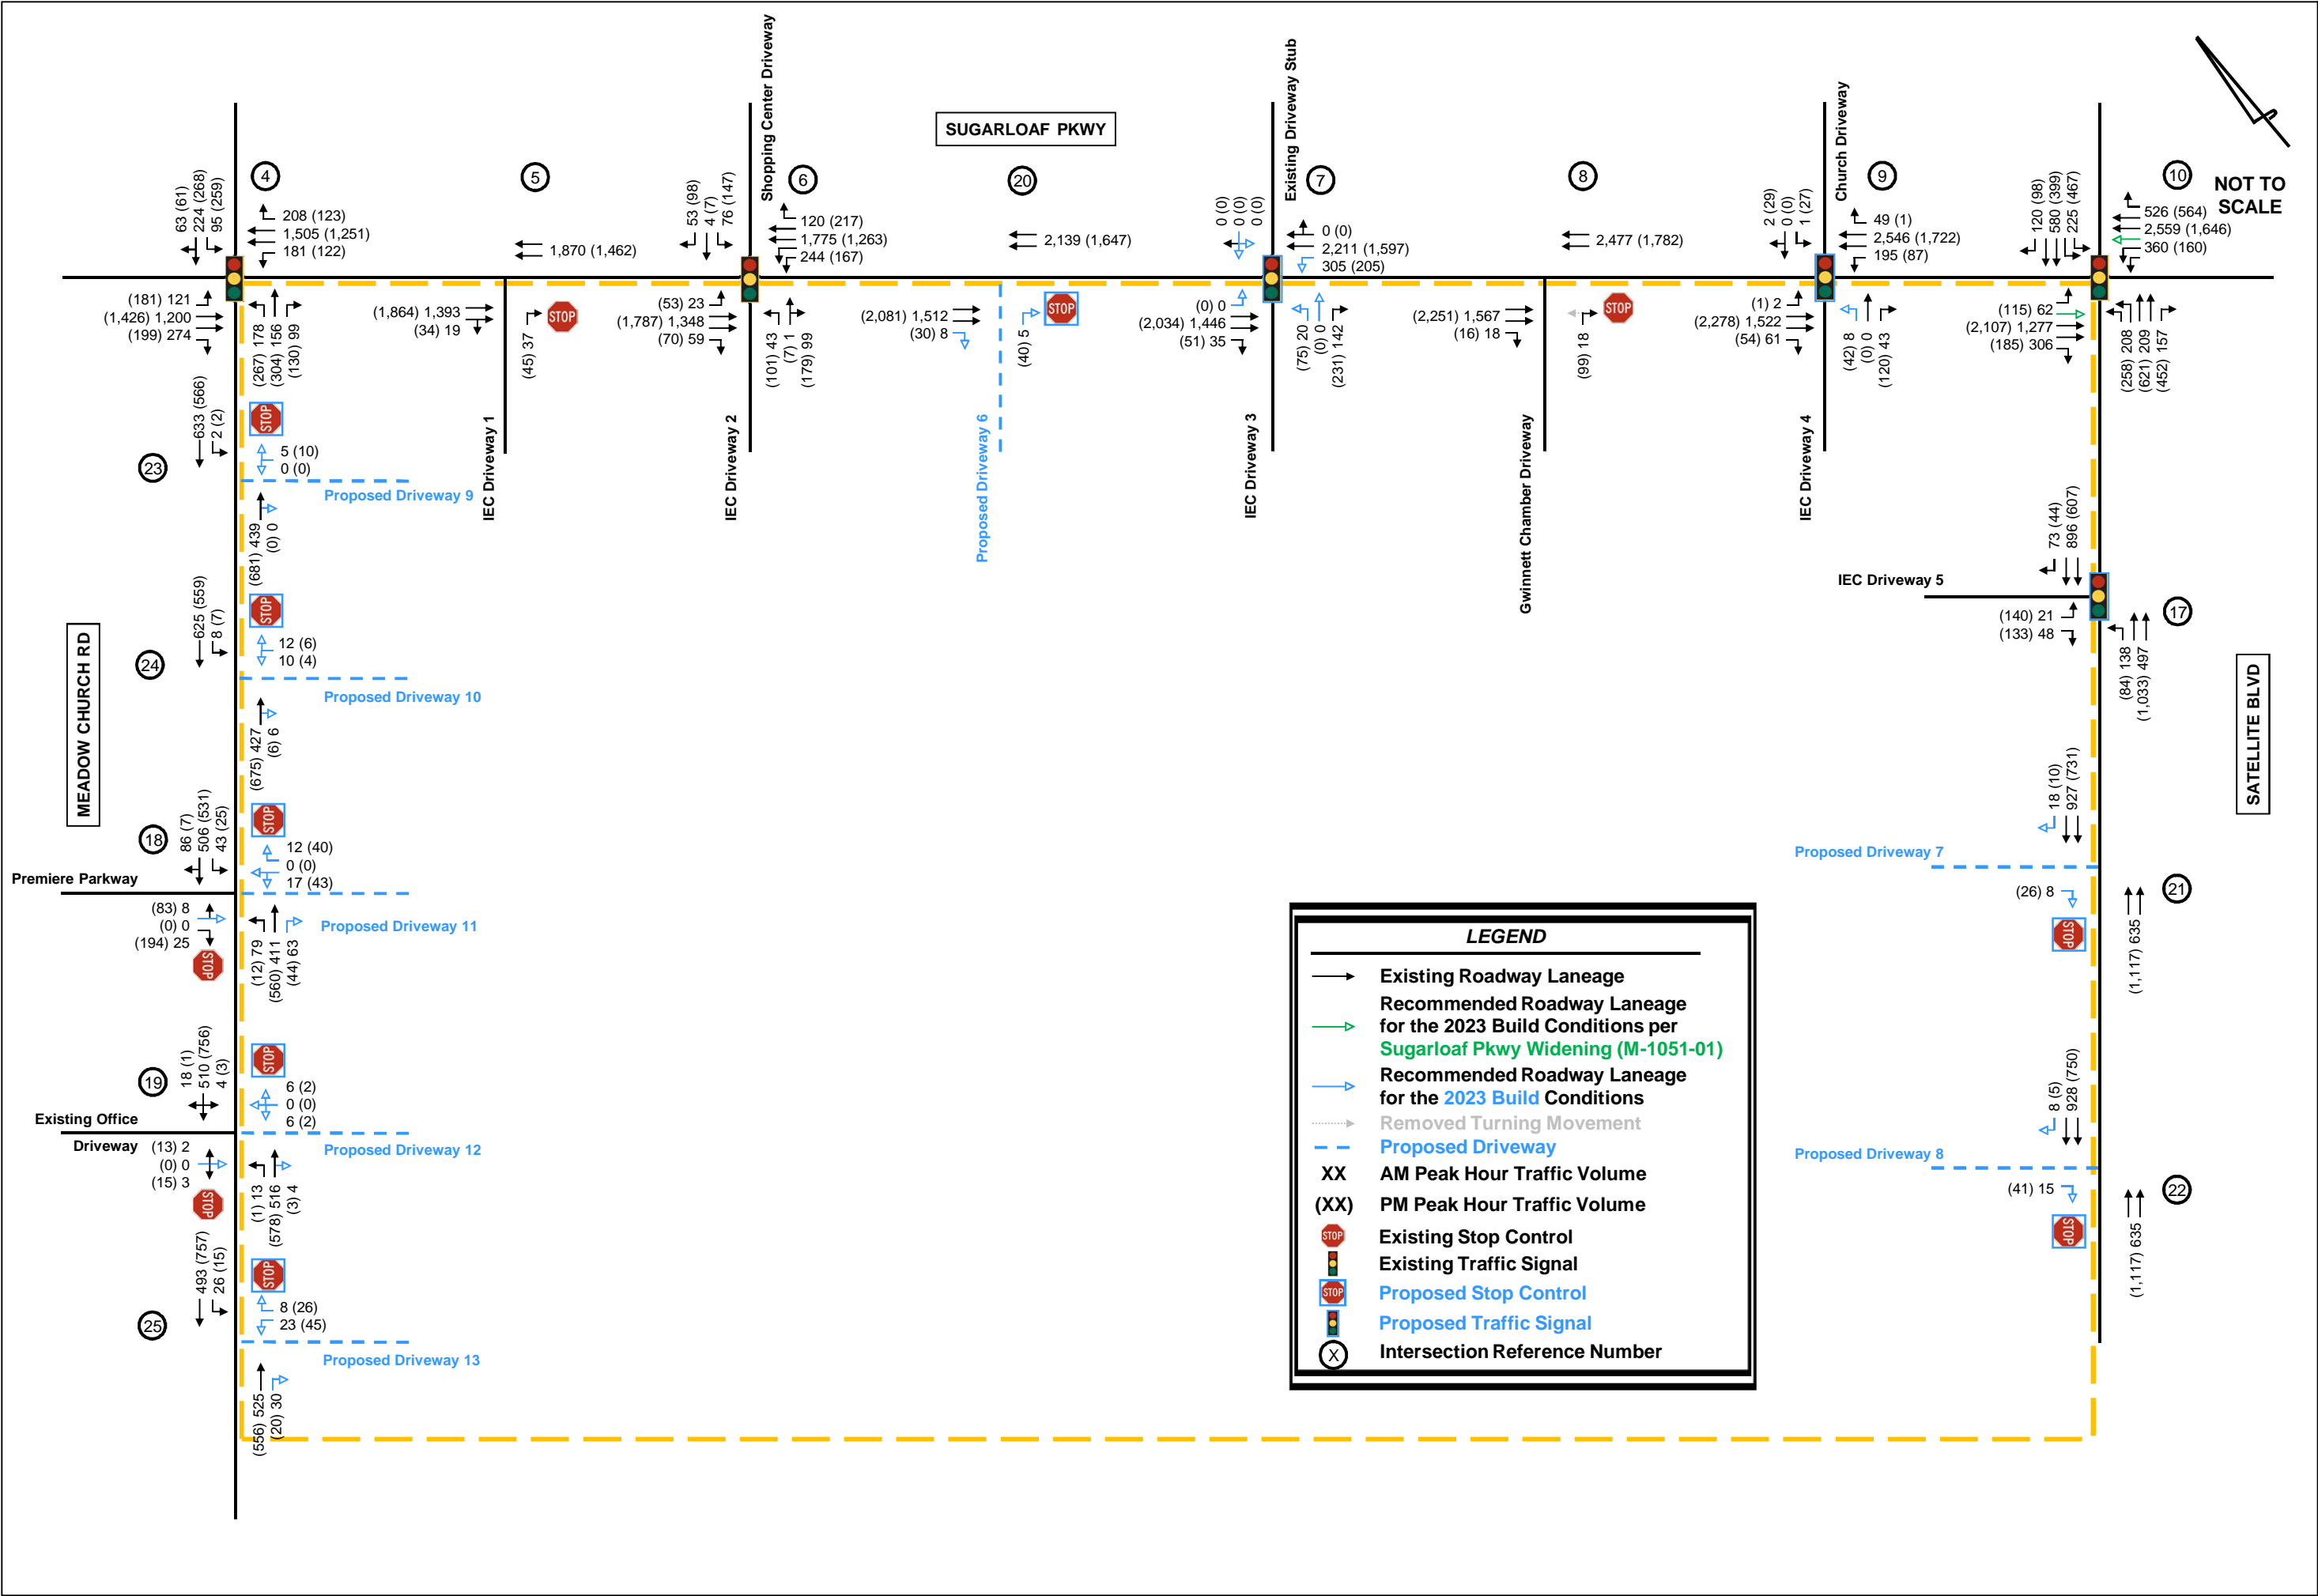 SUGARLOAF PKWY
NOT TO
SCALE
4
5
Shopping Center Driveway
6
20
Existing Driveway Stub
7
8
Church Driveway
9
10
63 (61)
224 (268)
95 (259)
208 (123)
1,505 (1,251)
181 (122)
(181) 121
(1,426) 1,200
(199) 274
(267) 178
(304) 156
(130) 99
1,870 (1,462)
(1,864) 1,393
(34) 19
(45) 37
STOP
IEC Driveway 1
53 (98)
4 (7)
76 (147)
120 (217)
1,775 (1,263)
244 (167)
(53) 23
(1,787) 1,348
(70) 59
(101) 43
(7) 1
(179) 99
IEC Driveway 2
2,139 (1,647)
(2,081) 1,512
(30) 8
(40) 5
STOP
Proposed Driveway 6
0 (0)
0 (0)
0 (0)
0 (0)
2,211 (1,597)
305 (205)
(0) 0
(2,034) 1,446
(51) 35
(75) 20
(0) 0
(231) 142
IEC Driveway 3
2,477 (1,782)
(2,251) 1,567
(16) 18
(99) 18
STOP
Gwinnett Chamber Driveway
2 (29)
0 (0)
1 (27)
49 (1)
2,546 (1,722)
195 (87)
(1) 2
(2,278) 1,522
(54) 61
(42) 8
(0) 0
(120) 43
IEC Driveway 4
120 (98)
580 (399)
225 (467)
526 (564)
2,559 (1,646)
360 (160)
(115) 62
(2,107) 1,277
(185) 306
(258) 208
(621) 209
(452) 157
MEADOW CHURCH RD
23
633 (566)
2 (2)
STOP
5 (10)
0 (0)
Proposed Driveway 9
(681) 439
(0) 0
24
625 (559)
8 (7)
STOP
12 (6)
10 (4)
Proposed Driveway 10
(675) 427
(6) 6
18
86 (7)
506 (531)
43 (25)
STOP
12 (40)
0 (0)
17 (43)
Premiere Parkway
(83) 8
(0) 0
(194) 25
STOP
(12) 79
(560) 411
(44) 63
Proposed Driveway 11
19
18 (1)
510 (756)
4 (3)
STOP
6 (2)
0 (0)
6 (2)
Existing Office
Driveway
(13) 2
(0) 0
(15) 3
STOP
(1) 13
(578) 516
(3) 4
Proposed Driveway 12
25
493 (757)
26 (15)
STOP
8 (26)
23 (45)
Proposed Driveway 13
(556) 525
(20) 30
SATELLITE BLVD
73 (44)
896 (607)
IEC Driveway 5
17
(140) 21
(133) 48
(84) 138
(1,033) 497
18 (10)
927 (731)
Proposed Driveway 7
21
(26) 8
STOP
(1,117) 635
8 (5)
928 (750)
Proposed Driveway 8
22
(41) 15
STOP
(1,117) 635
LEGEND
Existing Roadway Laneage
Recommended Roadway Laneage
for the 2023 Build Conditions per
Sugarloaf Pkwy Widening (M-1051-01)
Recommended Roadway Laneage
for the 2023 Build Conditions
Removed Turning Movement
Proposed Driveway
XX AM Peak Hour Traffic Volume
(XX) PM Peak Hour Traffic Volume
STOP Existing Stop Control
Existing Traffic Signal
STOP Proposed Stop Control
Proposed Traffic Signal
X Intersection Reference Number